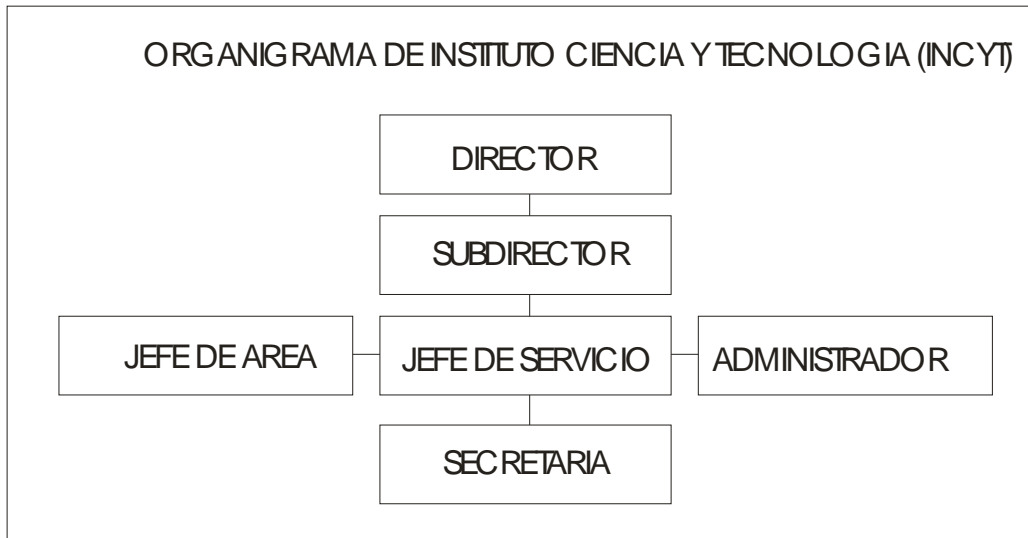 ORGANIGRAMA DE INSTITUTO CIENCIA Y TECNOLOGIA (INCYT)
DIRECTOR
SUBDIRECTOR
JEFE DE AREA
JEFE DE SERVICIO
ADMINISTRADOR
SECRETARIA